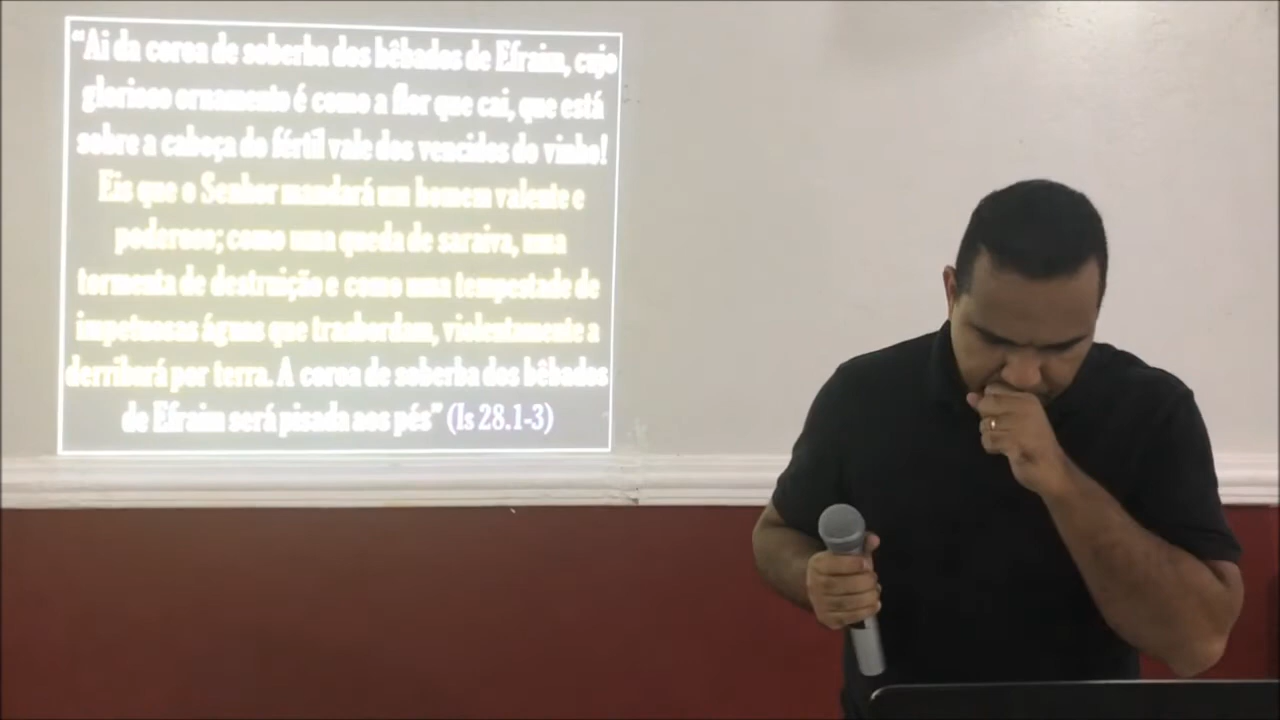 “Ai da coroa de soberba dos bêbados de Efraim, cujo
glorioso ornamento é como a flor que cai, que está
sobre a cabeça do fértil vale dos vencidos do vinho!
Eis que o Senhor mandará um homem valente e
poderoso; como uma queda de saraiva, uma
tormenta de destruição e como uma tempestade de
impetuosas águas que trasbordam, violentamente a
derribará por terra. A coroa de soberba dos bêbados
de Efraim será pisada aos pés” (Is 28.1-3)